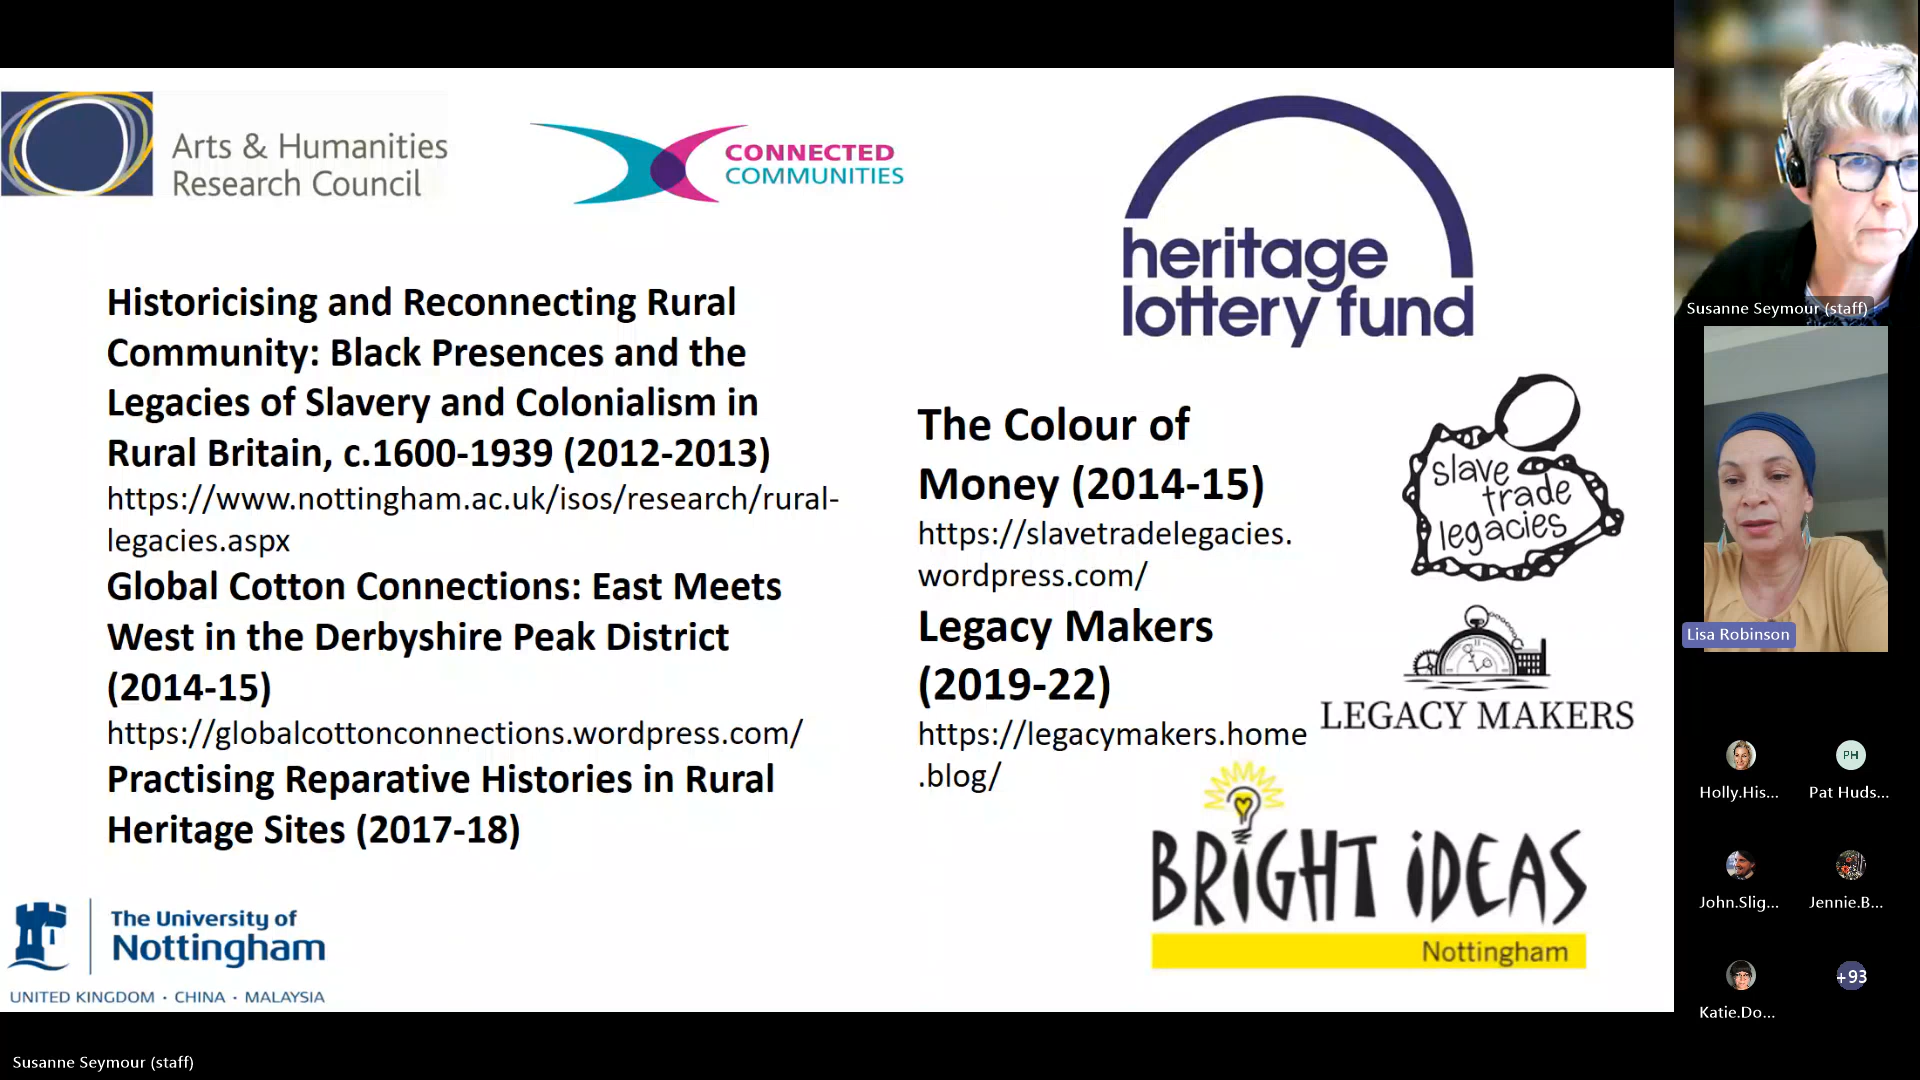 Arts & Humanities
Research Council
CONNECTED
COMMUNITIES
heritage
lottery fund
Historicising and Reconnecting Rural
Community: Black Presences and the
Legacies of Slavery and Colonialism in
Rural Britain, c.1600-1939 (2012-2013)
https://www.nottingham.ac.uk/isos/research/rural-
legacies.aspx
Global Cotton Connections: East Meets
West in the Derbyshire Peak District
(2014-15)
https://globalcottonconnections.wordpress.com/
Practising Reparative Histories in Rural
Heritage Sites (2017-18)
The Colour of
Money (2014-15)
https://slavetradelegacies.
wordpress.com/
Legacy Makers
(2019-22)
https://legacymakers.home
.blog/
slave
trade
legacies
LEGACY MAKERS
BRiGHT iDEAS
Nottingham
The University of
Nottingham
UNITED KINGDOM · CHINA · MALAYSIA
Susanne Seymour (staff)
Susanne Seymour (staff)
Lisa Robinson
PH
Holly.His...
Pat Huds...
John.Slig...
Jennie.B...
+93
Katie.Do...